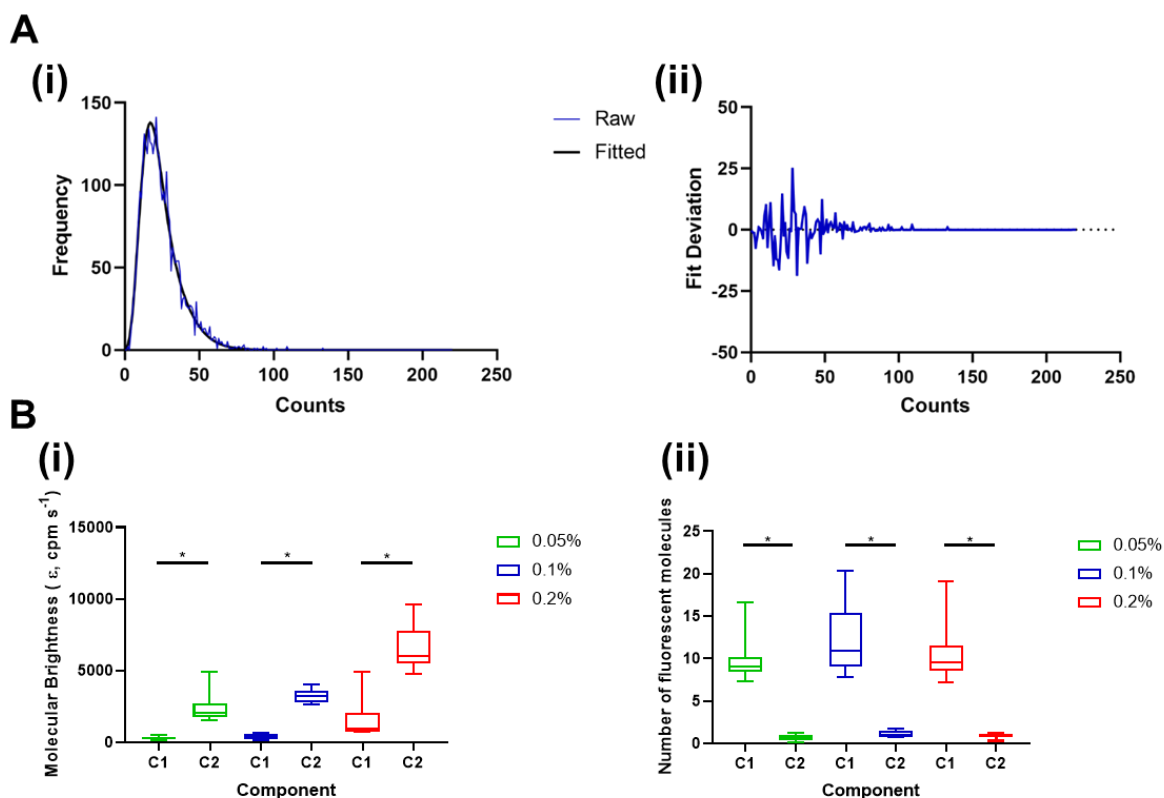 A
(i)
150
100
50
0
Frequency
0 50 100 150 200 250
Counts
Raw
Fitted
(ii)
50
25
0
-25
-50
Fit Deviation
0 50 100 150 200 250
Counts
B
(i)
15000
10000
5000
0
Molecular Brightness ( ε, cpm s⁻¹)
* * *
C1 C2 C1 C2 C1 C2
Component
0.05%
0.1%
0.2%
(ii)
25
20
15
10
5
0
Number of fluorescent molecules
* * *
C1 C2 C1 C2 C1 C2
Component
0.05%
0.1%
0.2%